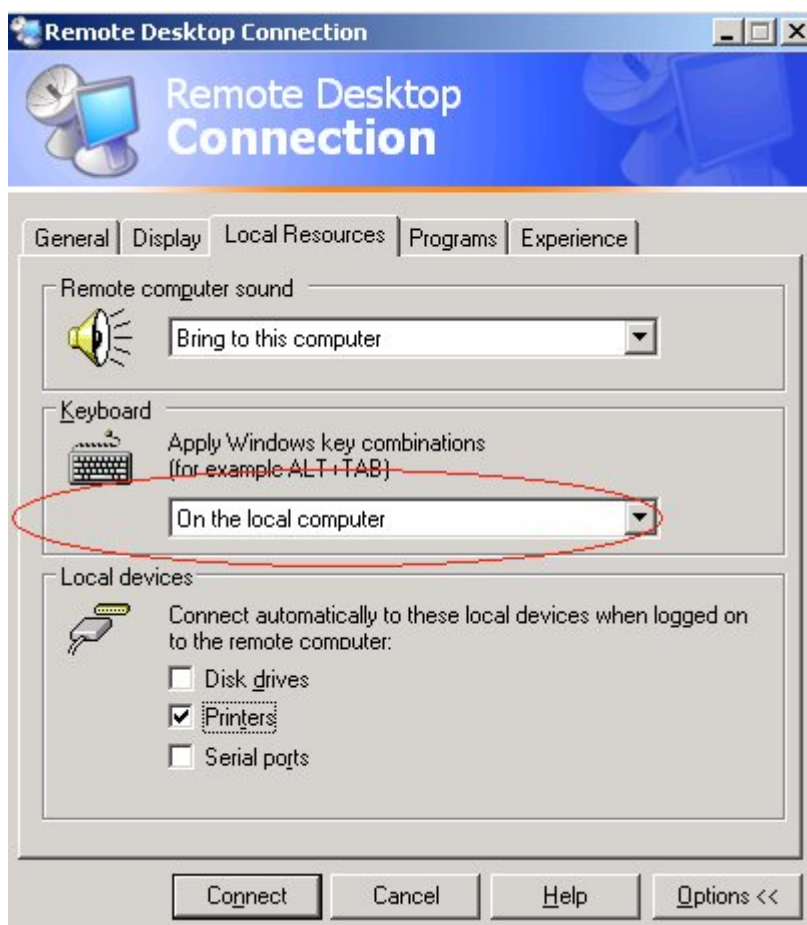 Remote Desktop Connection
Remote Desktop
Connection
General Display Local Resources Programs Experience
Remote computer sound
Bring to this computer
Keyboard
Apply Windows key combinations
(for example ALT+TAB)
On the local computer
Local devices
Connect automatically to these local devices when logged on
to the remote computer:
Disk drives
Printers
Serial ports
Connect Cancel Help Options <<